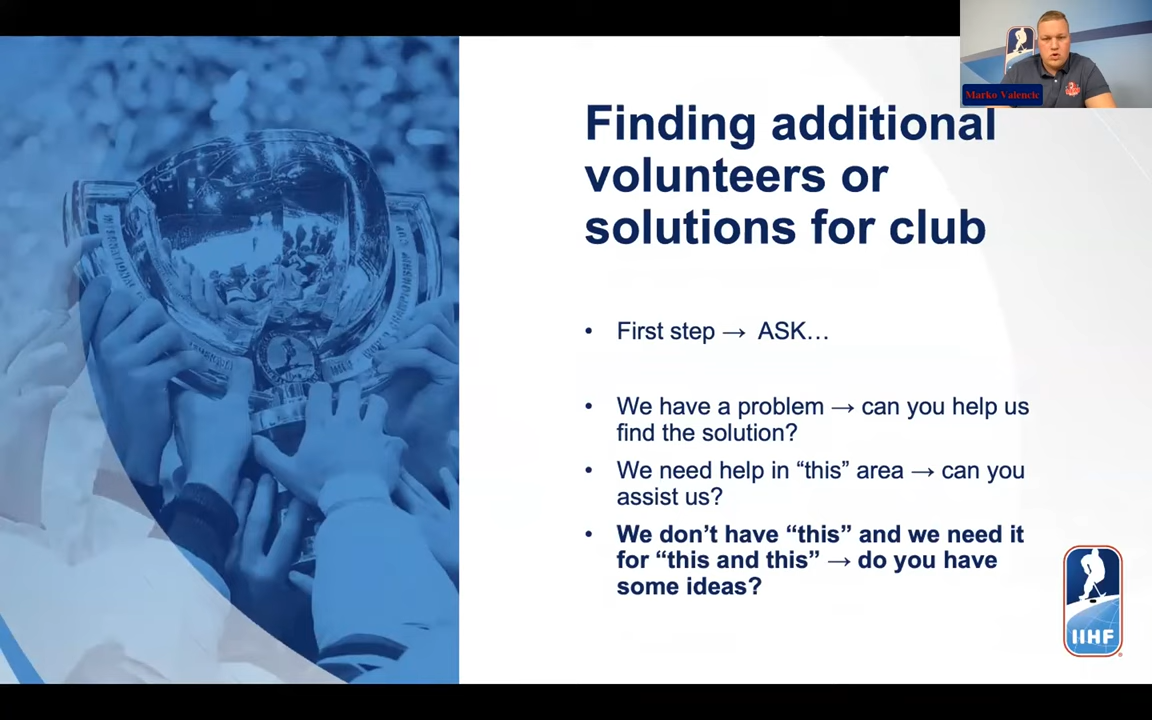 Marko Valencic
Finding additional
volunteers or
solutions for club
• First step → ASK…
• We have a problem → can you help us
find the solution?
• We need help in “this” area → can you
assist us?
• We don’t have “this” and we need it
for “this and this” → do you have
some ideas?
IIHF